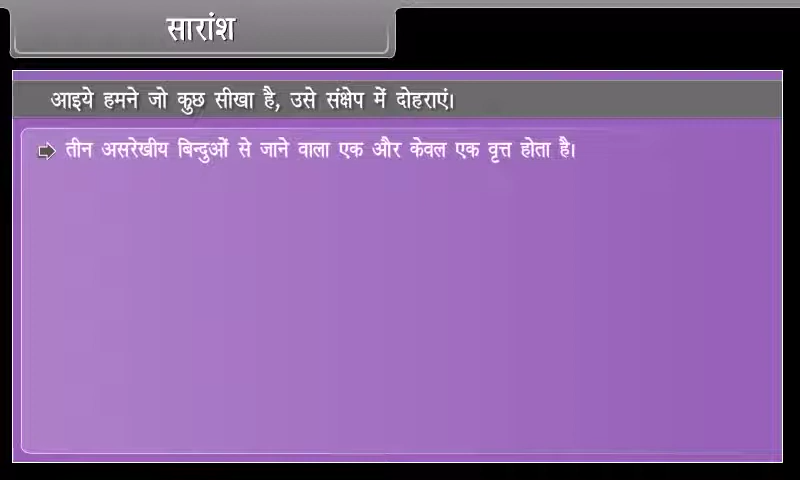 सारांश
आइये हमने जो कुछ सीखा है, उसे संक्षेप में दोहराएं।
तीन असरेखीय बिन्दुओं से जाने वाला एक और केवल एक वृत्त होता है।